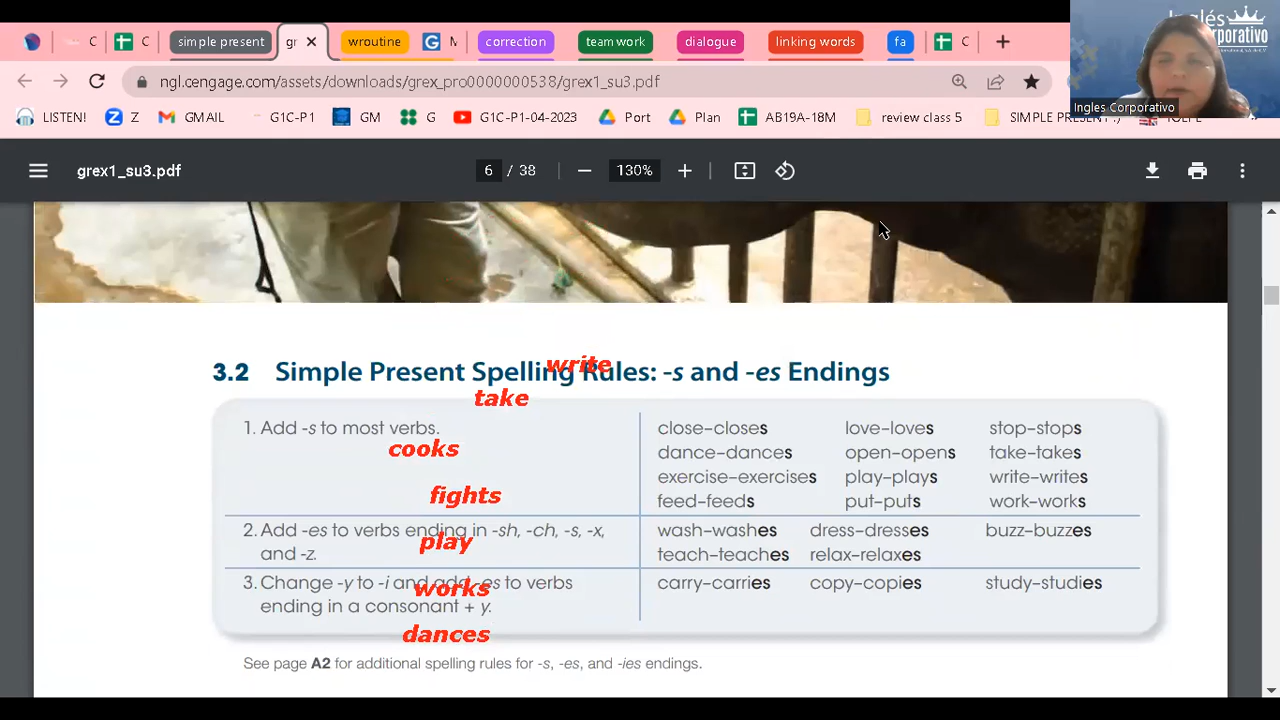 Inglés
Corporativo
simple present
gr
wroutine
M
correction
team work
dialogue
linking words
fa
C
ngl.cengage.com/assets/downloads/grex_pro0000000538/grex1_su3.pdf
Ingles Corporativo
LISTEN!
Z
GMAIL
G1C-P1
GM
G
G1C-P1-04-2023
Port
Plan
AB19A-18M
review class 5
SIMPLE PRESENT :)
grex1_su3.pdf
6 / 38
130%
write
3.2 Simple Present Spelling Rules: -s and -es Endings
take
1. Add -s to most verbs.
close–closes love–loves stop–stops
cooks
dance–dances open–opens take–takes
exercise–exercises play–plays write–writes
fights
feed–feeds put–puts work–works
2. Add -es to verbs ending in -sh, -ch, -s, -x,
and -z.
play
wash–washes dress–dresses buzz–buzzes
teach–teaches relax–relaxes
3. Change -y to -i and add -es to verbs
ending in a consonant + y.
works
carry–carries copy–copies study–studies
dances
See page A2 for additional spelling rules for -s, -es, and -ies endings.